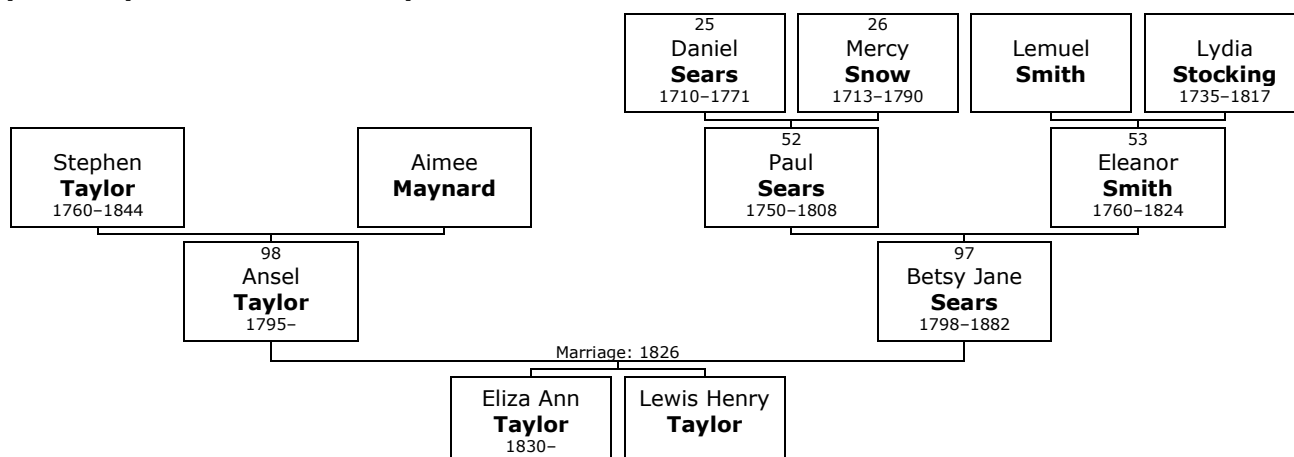 25
Daniel
Sears
1710–1771
26
Mercy
Snow
1713–1790
Lemuel
Smith
Lydia
Stocking
1735–1817
Stephen
Taylor
1760–1844
Aimee
Maynard
52
Paul
Sears
1750–1808
53
Eleanor
Smith
1760–1824
98
Ansel
Taylor
1795–
97
Betsy Jane
Sears
1798–1882
Marriage: 1826
Eliza Ann
Taylor
1830–
Lewis Henry
Taylor